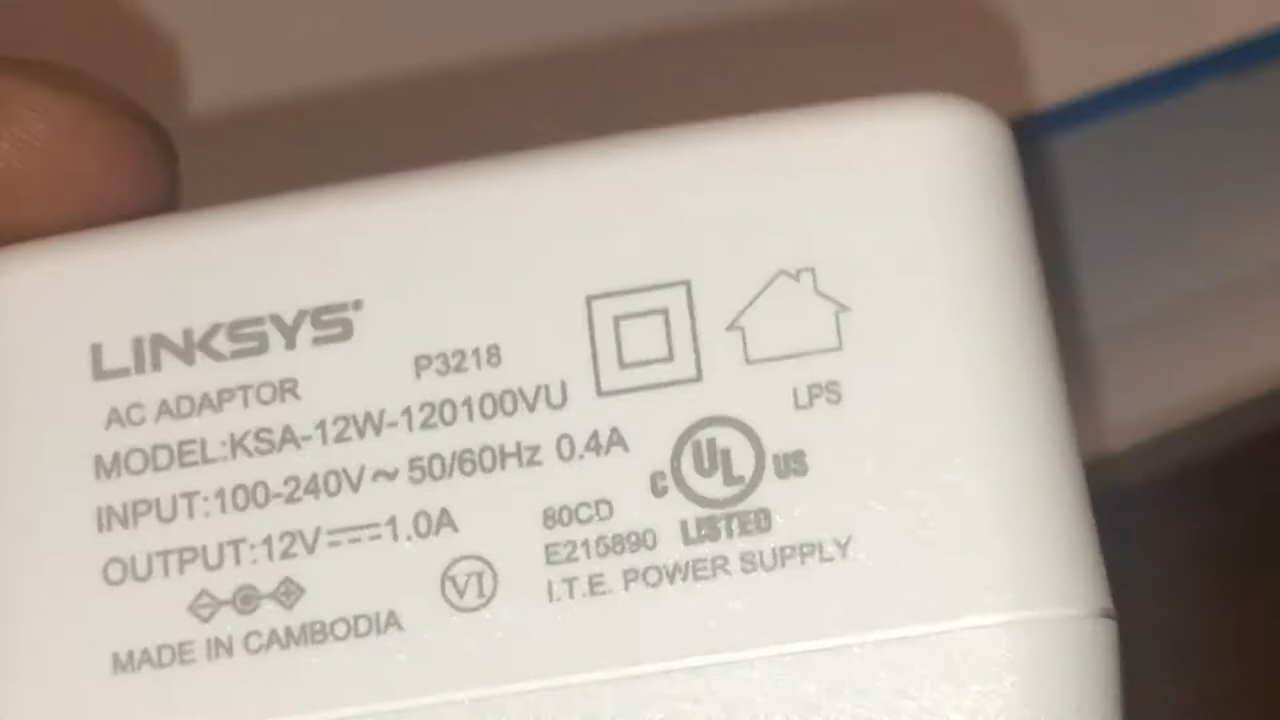 LINKSYS
P3218
AC ADAPTOR
MODEL:KSA-12W-120100VU
INPUT:100-240V~50/60Hz 0.4A
OUTPUT:12V⎓1.0A
MADE IN CAMBODIA
VI
LPS
C UL US
LISTED
80CD
E215890
I.T.E. POWER SUPPLY